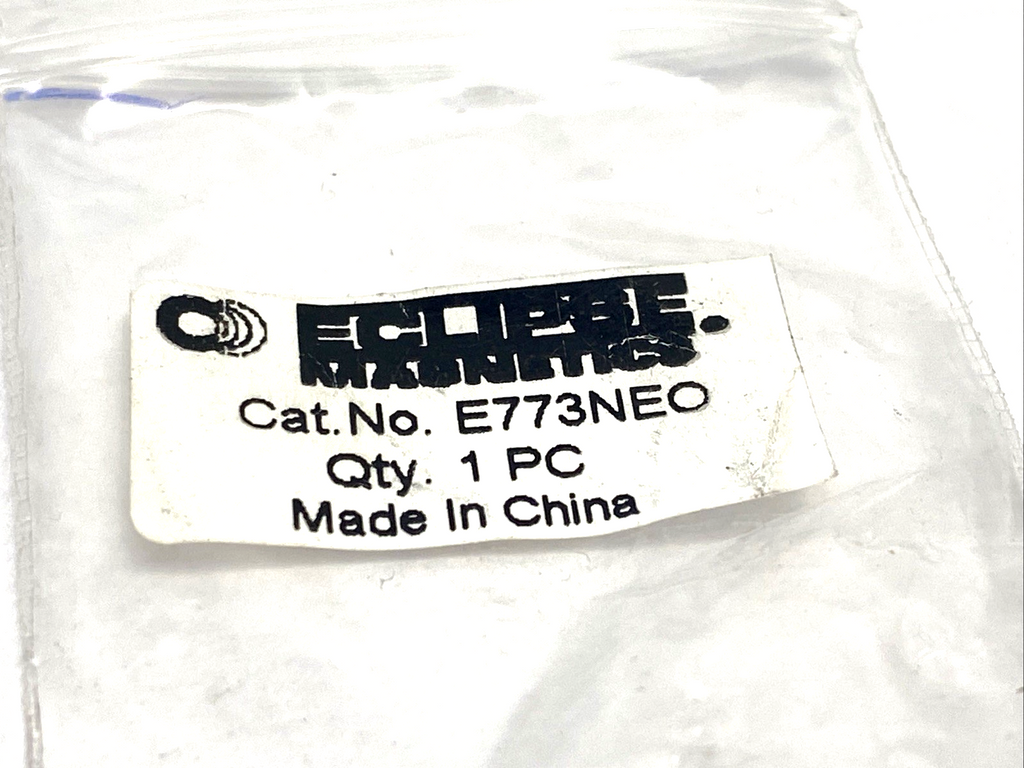 ECLIPSE
MAGNETICS
Cat.No. E773NEO
Qty. 1 PC
Made In China